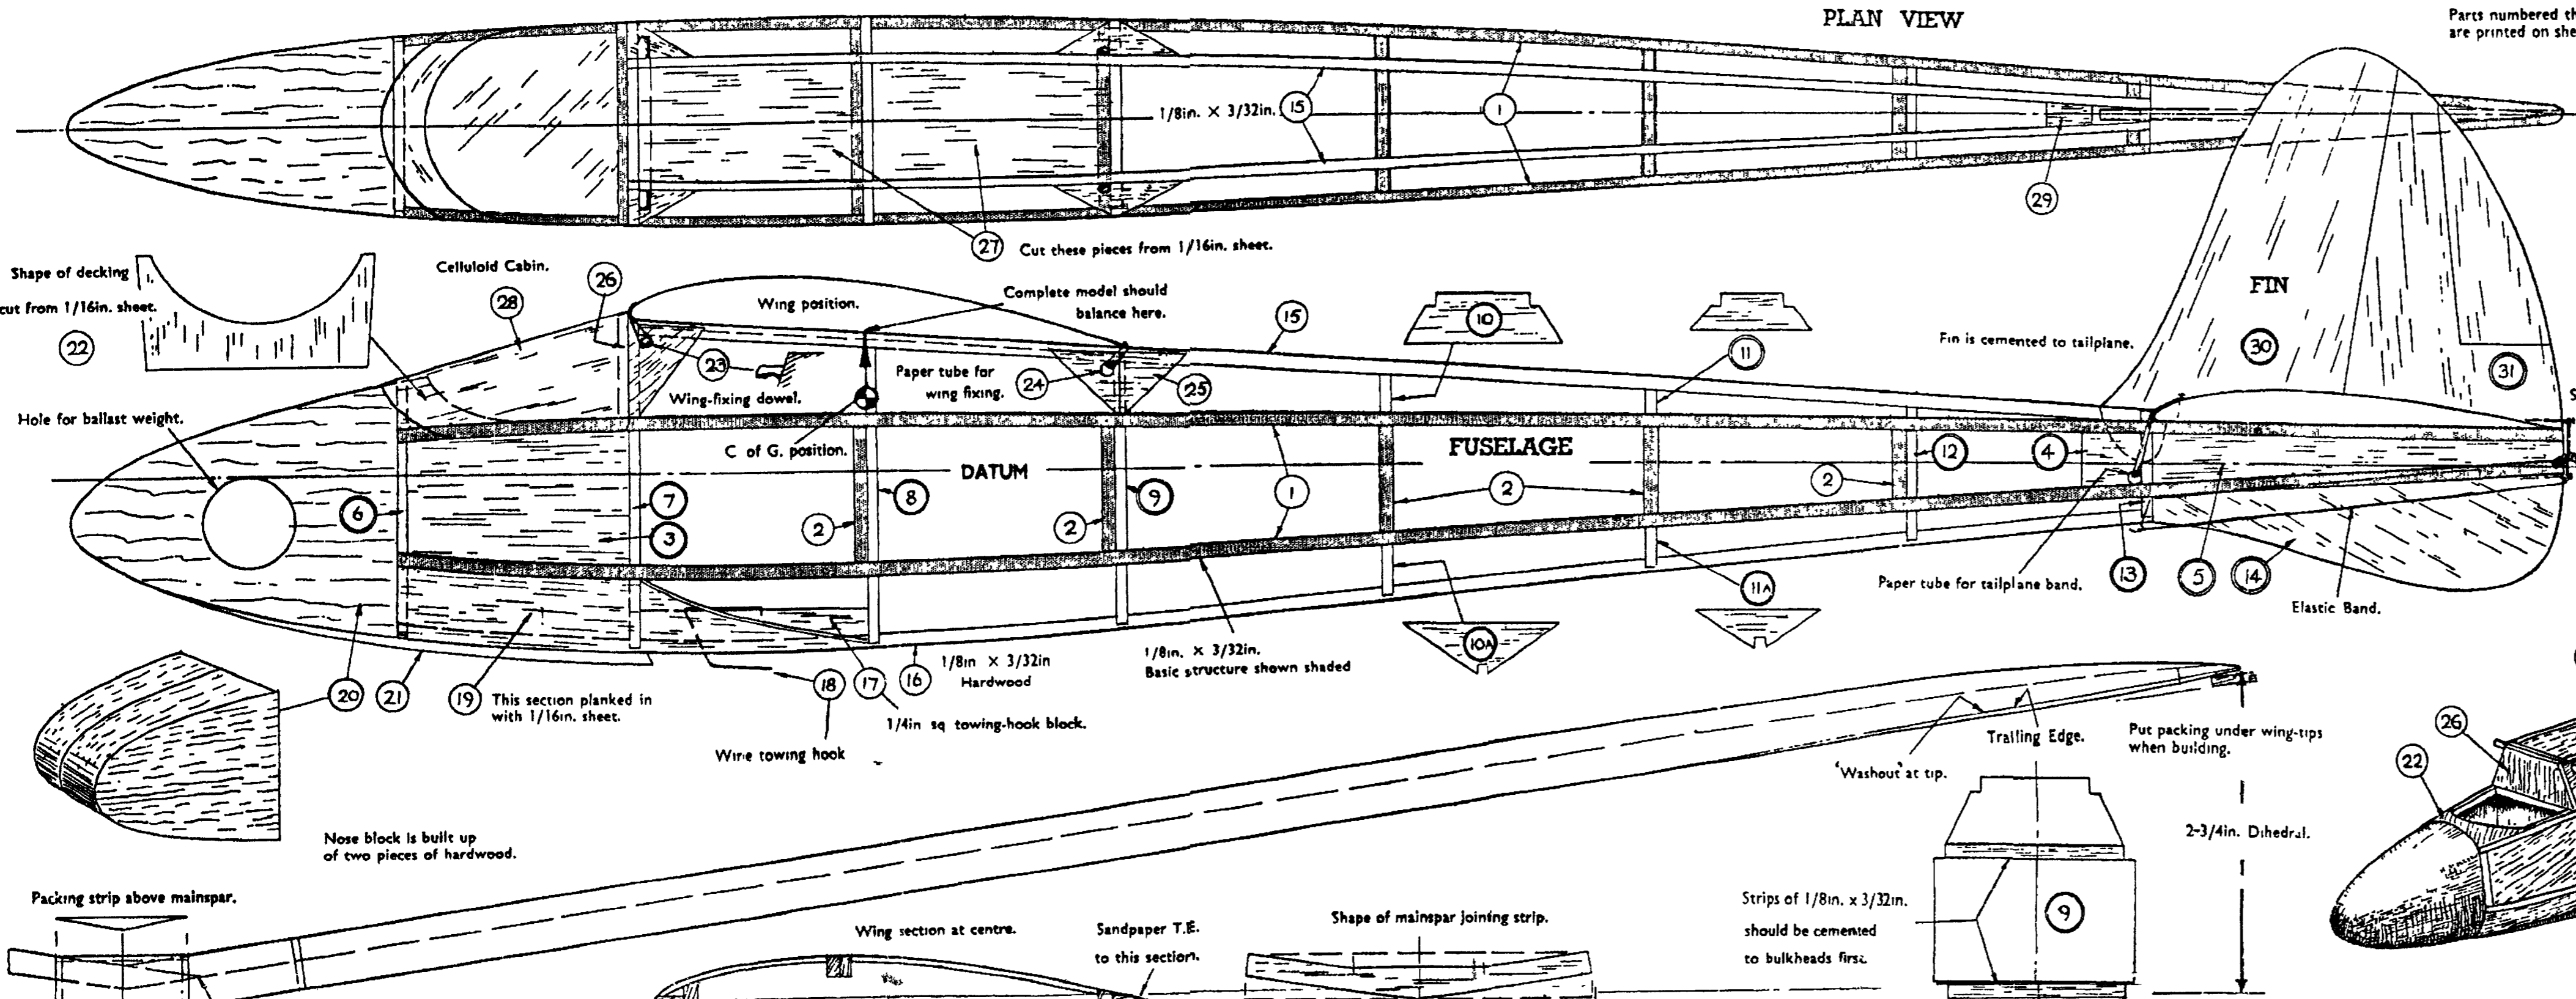 PLAN VIEW
Parts numbered
are printed on
1/8in. × 3/32in.
15
1
29
27
Cut these pieces from 1/16in. sheet.
Shape of decking
cut from 1/16in. sheet.
22
Celluloid Cabin.
28
26
Wing position.
Complete model should
balance here.
15
10
11
Fin is cemented to tailplane.
FIN
30
31
23
Wing-fixing dowel.
Paper tube for
wing fixing.
24
25
Hole for ballast weight.
C of G. position.
DATUM
FUSELAGE
6
7
3
2
8
2
9
1
2
2
12
4
13
5
14
Paper tube for tailplane band.
Elastic Band.
11A
10A
20
21
19
This section planked in
with 1/16in. sheet.
18
17
16
1/8in × 3/32in
Hardwood
1/8in. × 3/32in.
Basic structure shown shaded
1/4in sq towing-hook block.
Wire towing hook
Nose block is built up
of two pieces of hardwood.
Trailing Edge.
'Washout' at tip.
Put packing under wing-tips
when building.
2-3/4in. Dihedral.
26
22
Packing strip above mainspar.
Wing section at centre.
Sandpaper T.E.
to this section.
Shape of mainspar joining strip.
Strips of 1/8in. x 3/32in.
should be cemented
to bulkheads first.
9